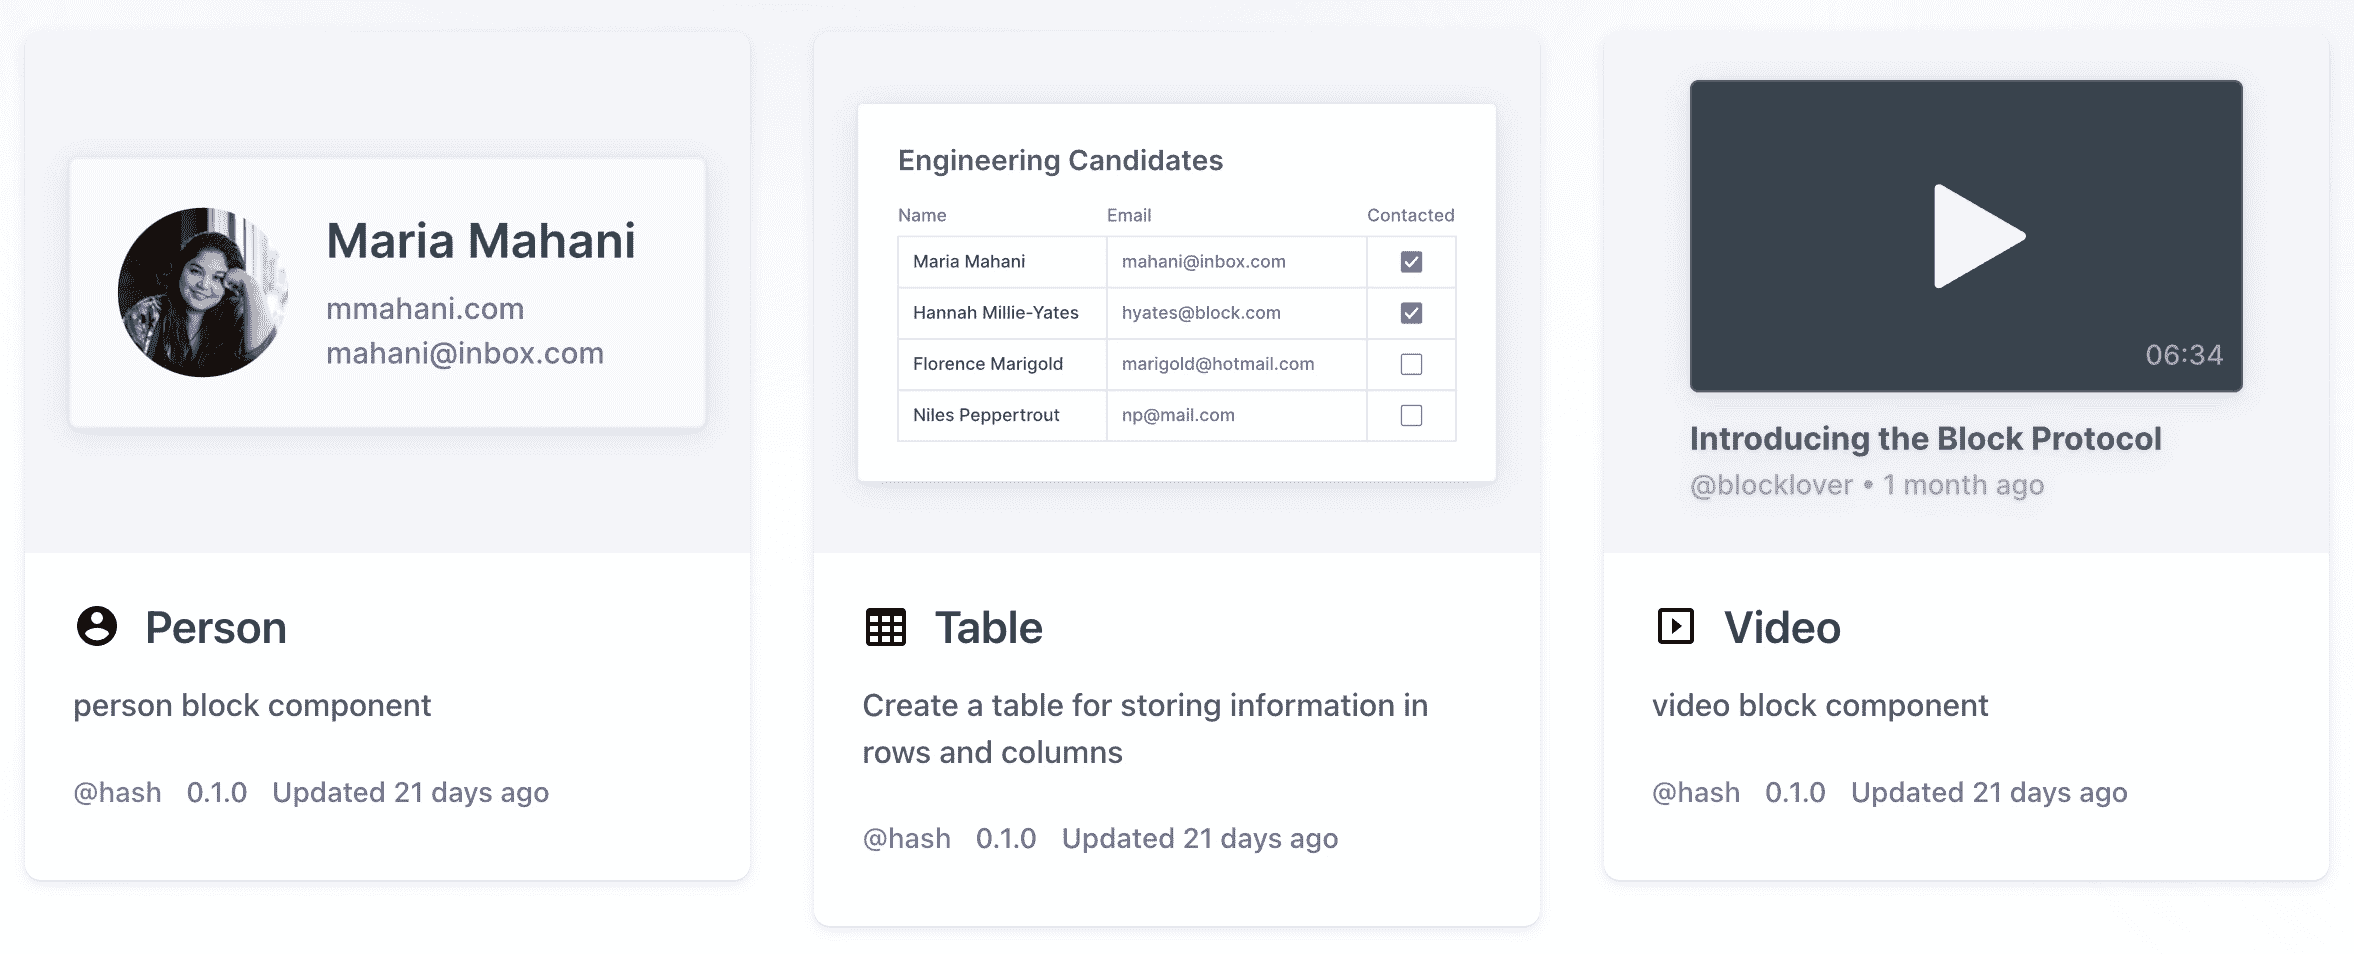 Maria Mahani
mmahani.com
mahani@inbox.com
Person
person block component
@hash 0.1.0 Updated 21 days ago
Engineering Candidates
Name Email Contacted
Maria Mahani mahani@inbox.com
Hannah Millie-Yates hyates@block.com
Florence Marigold marigold@hotmail.com
Niles Peppertrout np@mail.com
Table
Create a table for storing information in
rows and columns
@hash 0.1.0 Updated 21 days ago
06:34
Introducing the Block Protocol
@blocklover • 1 month ago
Video
video block component
@hash 0.1.0 Updated 21 days ago